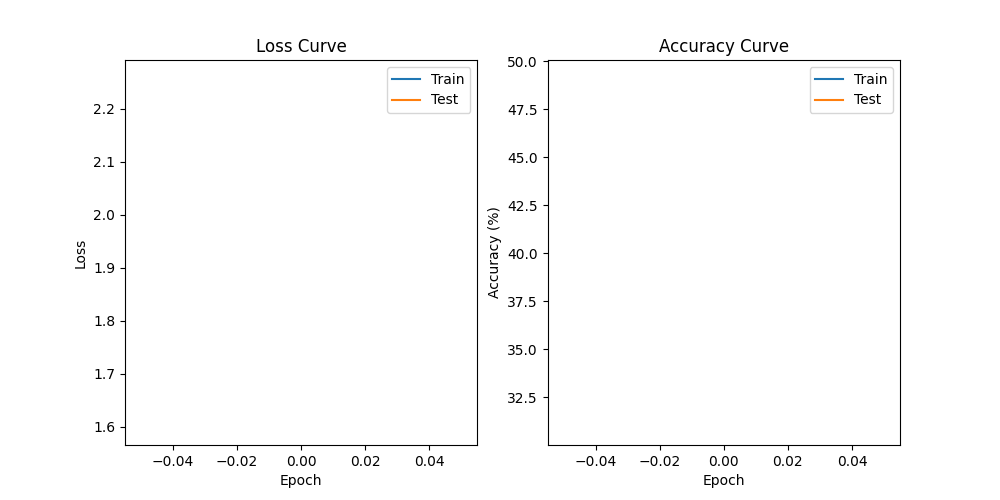 Loss Curve
Train
Test
2.2
2.1
2.0
1.9
1.8
1.7
1.6
Loss
−0.04 −0.02 0.00 0.02 0.04
Epoch
Accuracy Curve
Train
Test
50.0
47.5
45.0
42.5
40.0
37.5
35.0
32.5
Accuracy (%)
−0.04 −0.02 0.00 0.02 0.04
Epoch